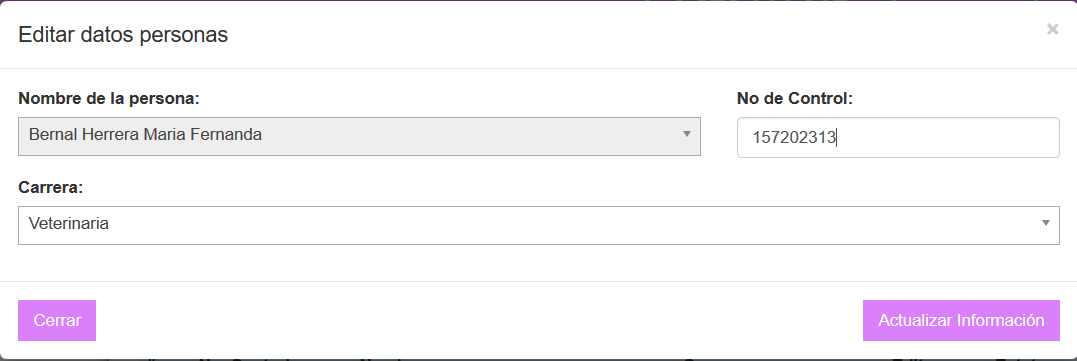 Editar datos personas
×
Nombre de la persona:
No de Control:
Bernal Herrera Maria Fernanda
157202313
Carrera:
Veterinaria
Cerrar
Actualizar Información